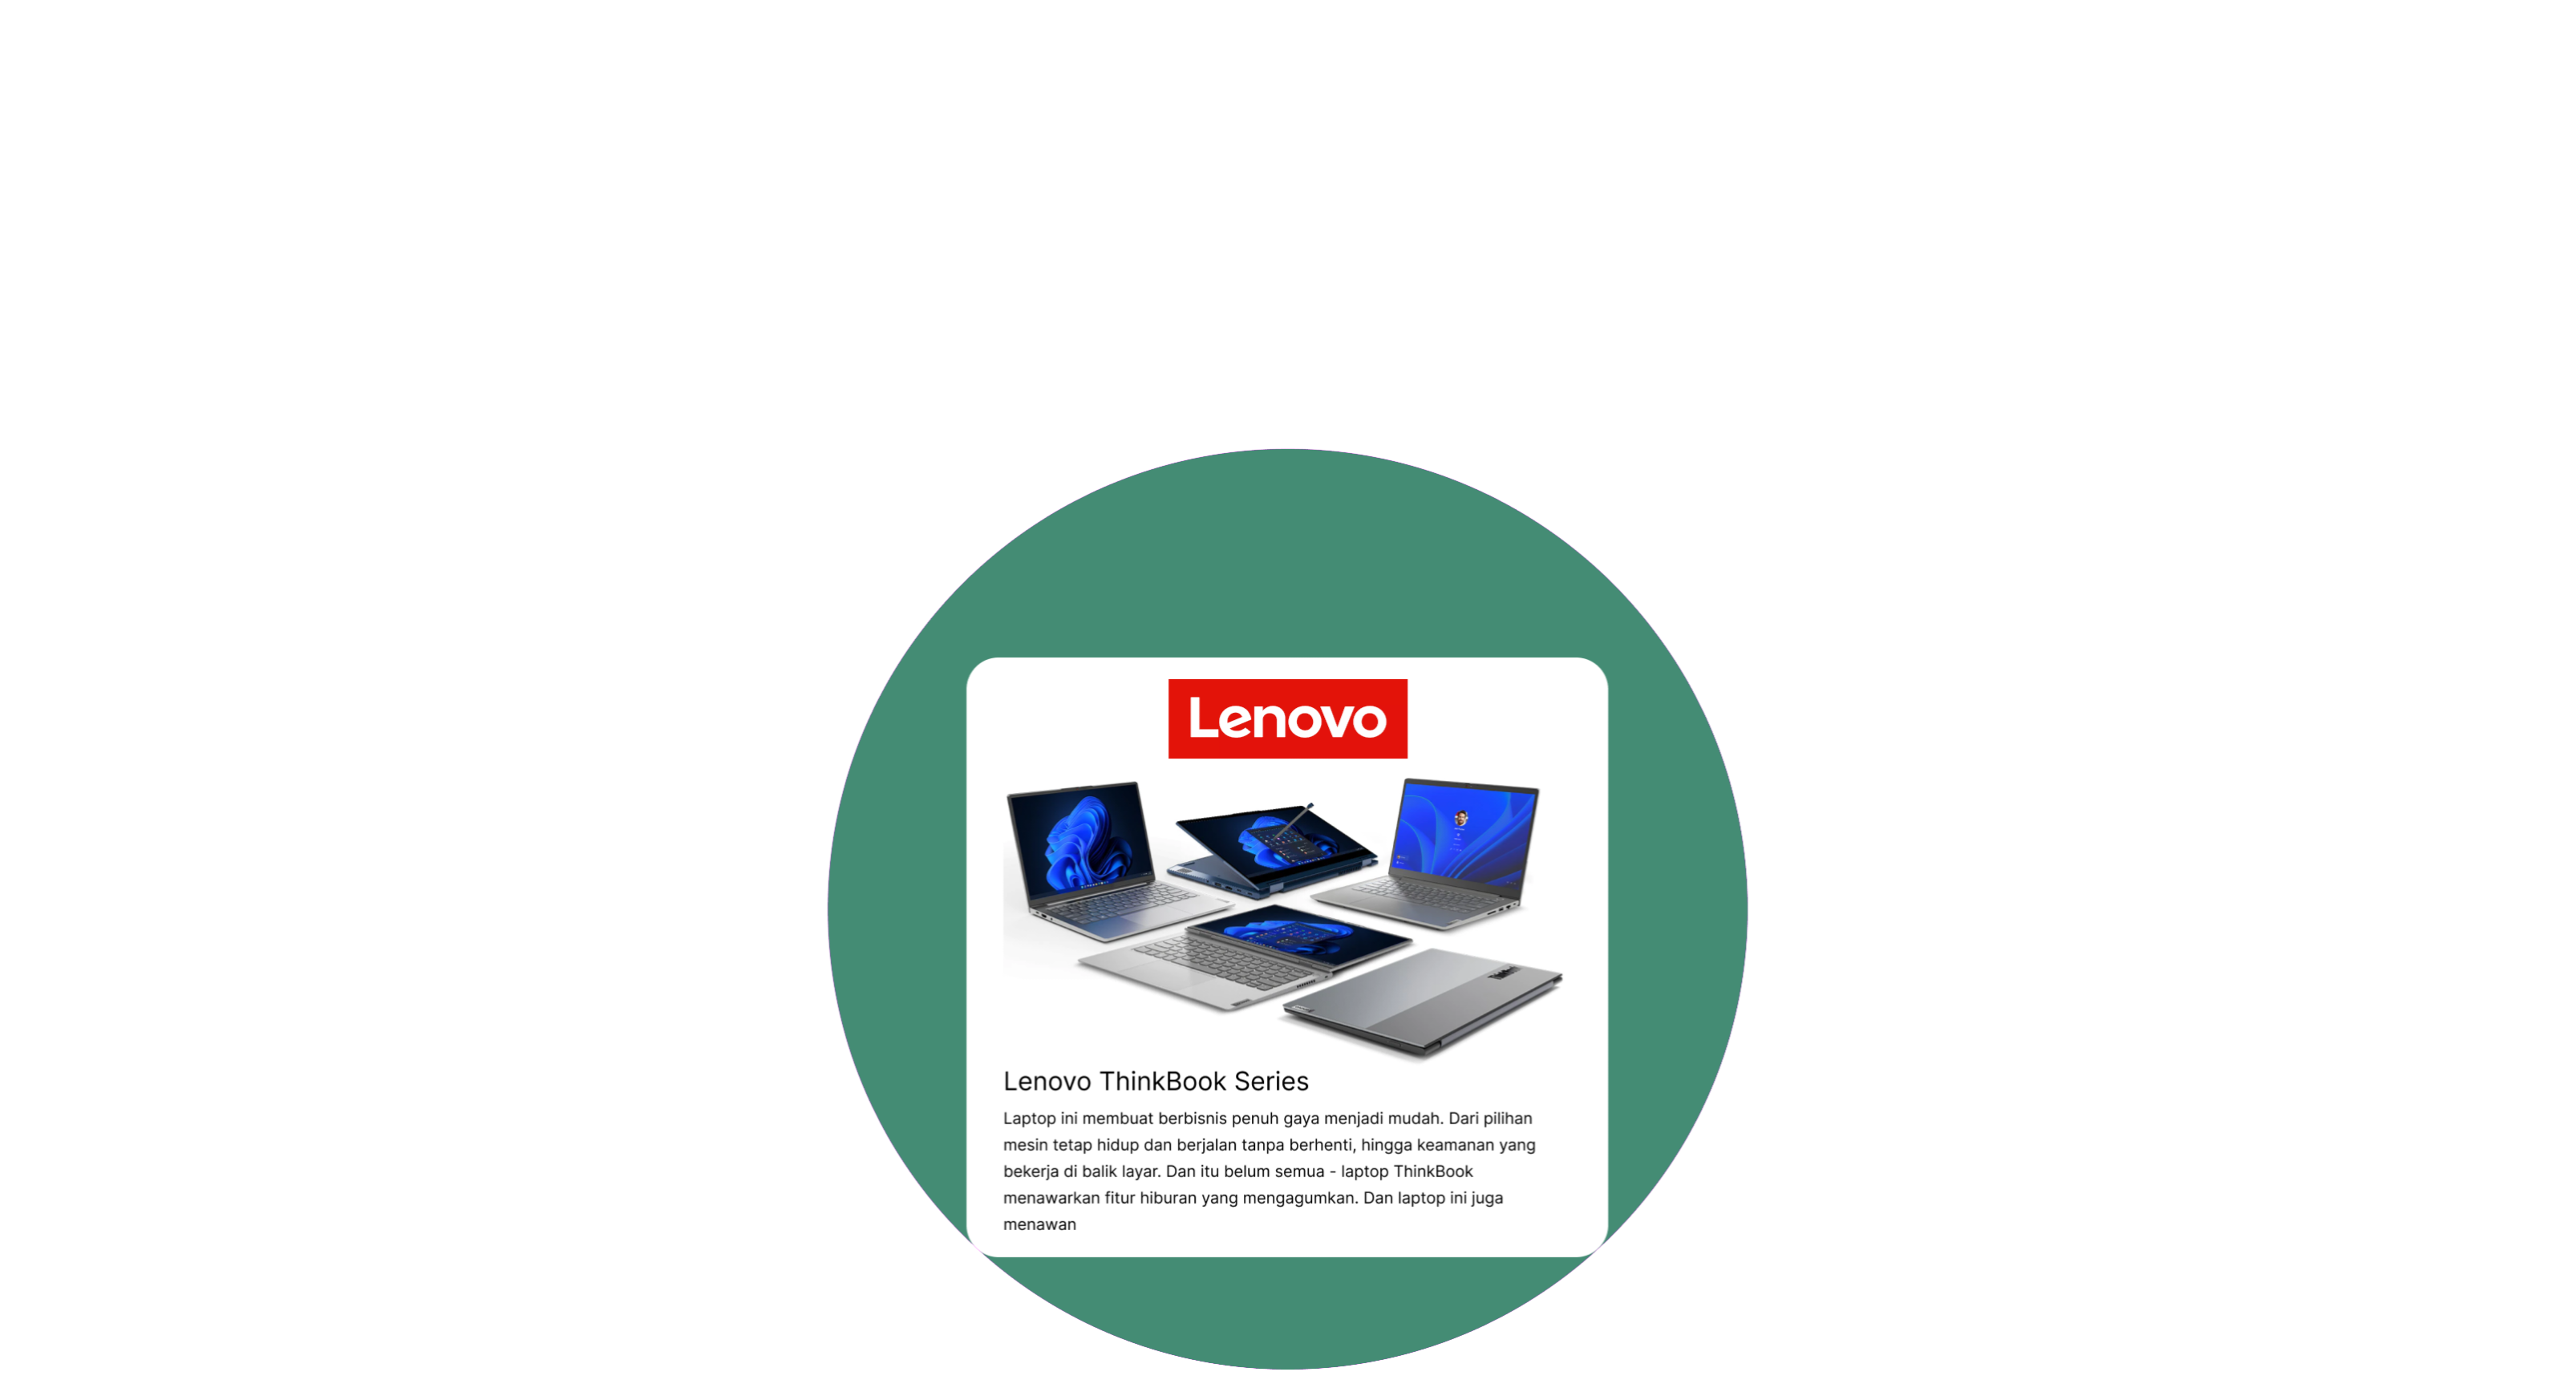 Lenovo
Lenovo ThinkBook Series
Laptop ini membuat berbisnis penuh gaya menjadi mudah. Dari pilihan
mesin tetap hidup dan berjalan tanpa berhenti, hingga keamanan yang
bekerja di balik layar. Dan itu belum semua - laptop ThinkBook
menawarkan fitur hiburan yang mengagumkan. Dan laptop ini juga
menawan